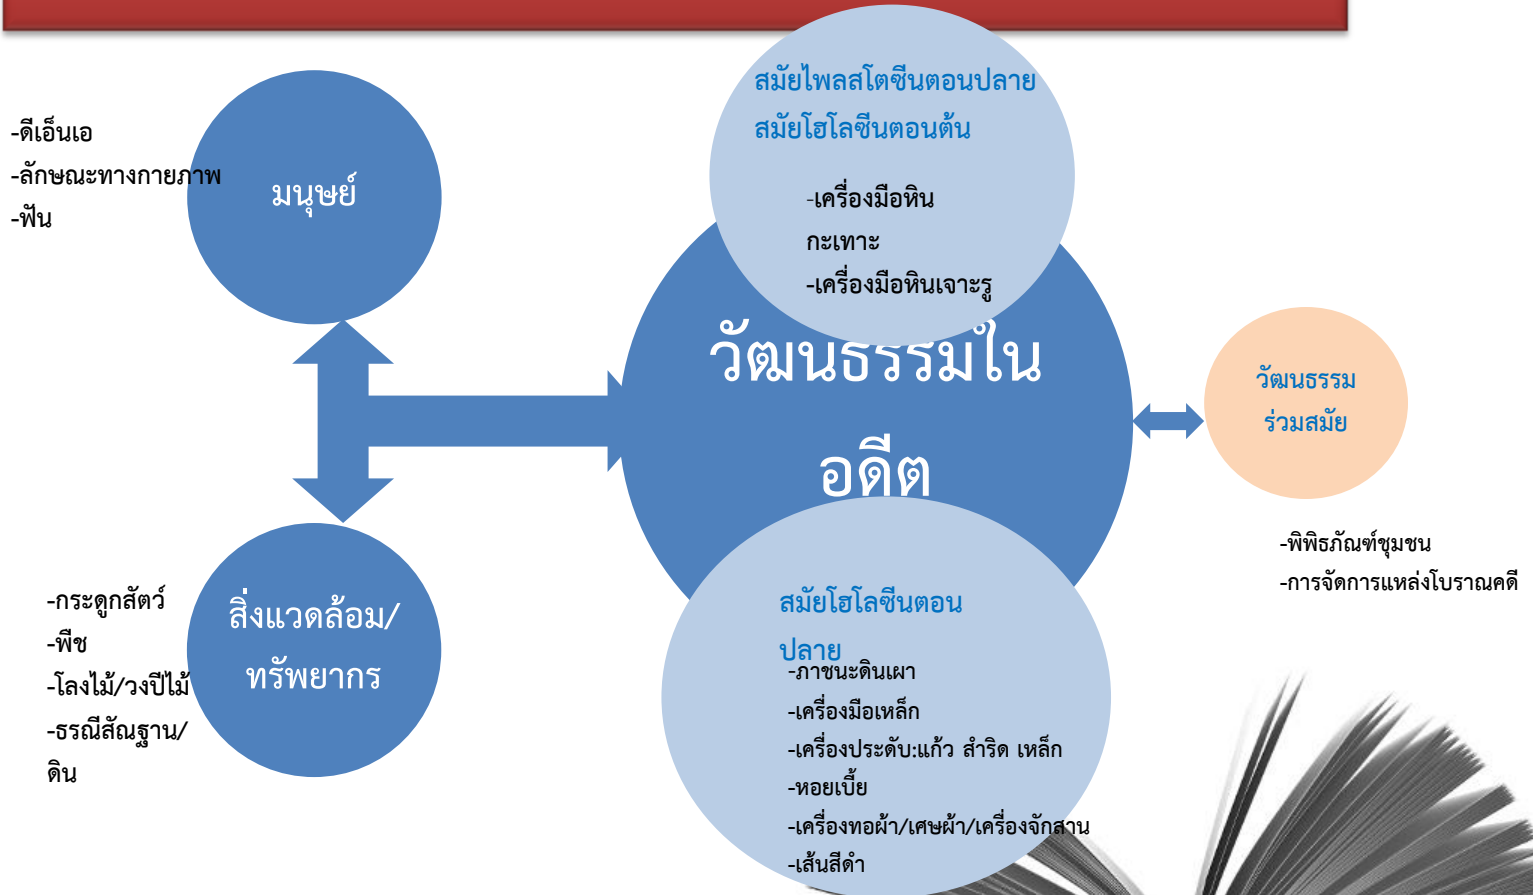 -ดีเอ็นเอ
-ลักษณะทางกายภาพ
-ฟัน
มนุษย์
สมัยไพลสโตซีนตอนปลาย
สมัยโฮโลซีนตอนต้น
-เครื่องมือหิน
กะเทาะ
-เครื่องมือหินเจาะรู
วัฒนธรรมใน
อดีต
วัฒนธรรม
ร่วมสมัย
-พิพิธภัณฑ์ชุมชน
-การจัดการแหล่งโบราณคดี
-กระดูกสัตว์
-พืช
-โลงไม้/วงปีไม้
-ธรณีสัณฐาน/
ดิน
สิ่งแวดล้อม/
ทรัพยากร
สมัยโฮโลซีนตอน
ปลาย
-ภาชนะดินเผา
-เครื่องมือเหล็ก
-เครื่องประดับ:แก้ว สำริด เหล็ก
-หอยเบี้ย
-เครื่องทอผ้า/เศษผ้า/เครื่องจักสาน
-เส้นสีดำ